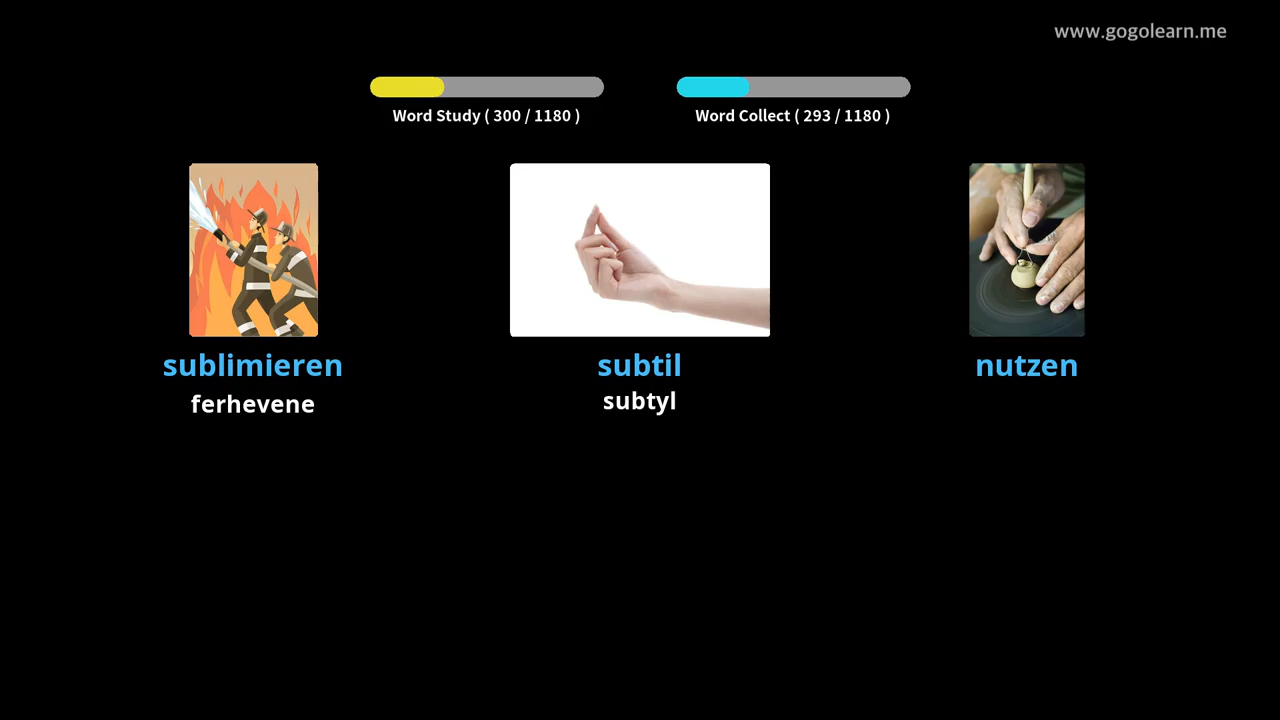 www.gogolearn.me
Word Study ( 300 / 1180 )
Word Collect ( 293 / 1180 )
sublimieren
subtil
nutzen
ferhevene
subtyl